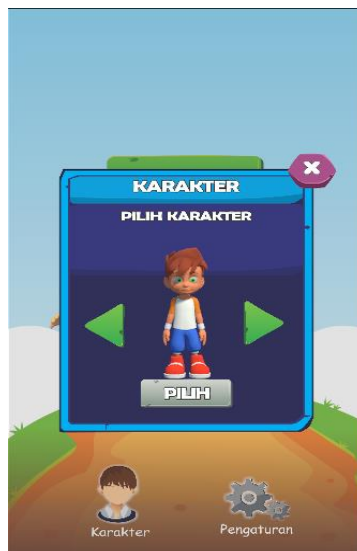 KARAKTER
PILIH KARAKTER
PILIH
Karakter
Pengaturan